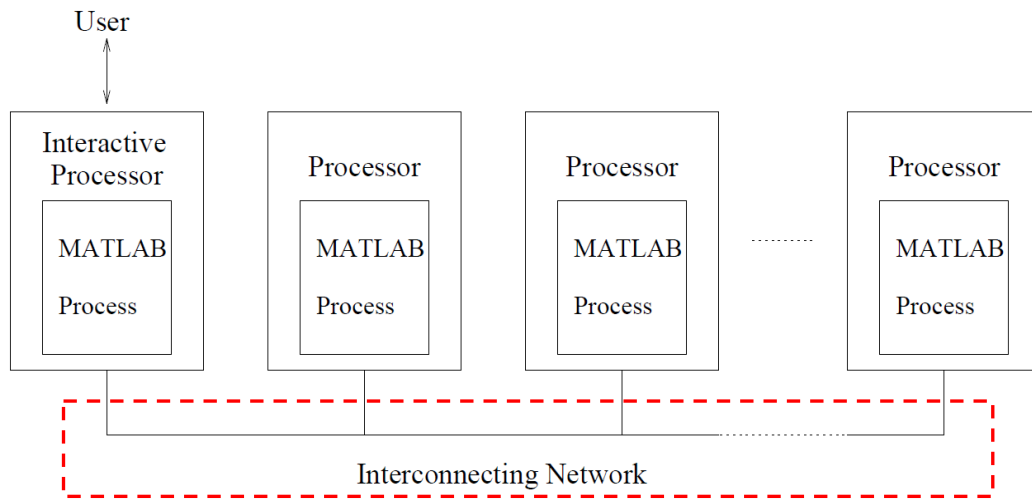 User
Interactive
Processor
MATLAB
Process
Processor
MATLAB
Process
Processor
MATLAB
Process
Processor
MATLAB
Process
Interconnecting Network